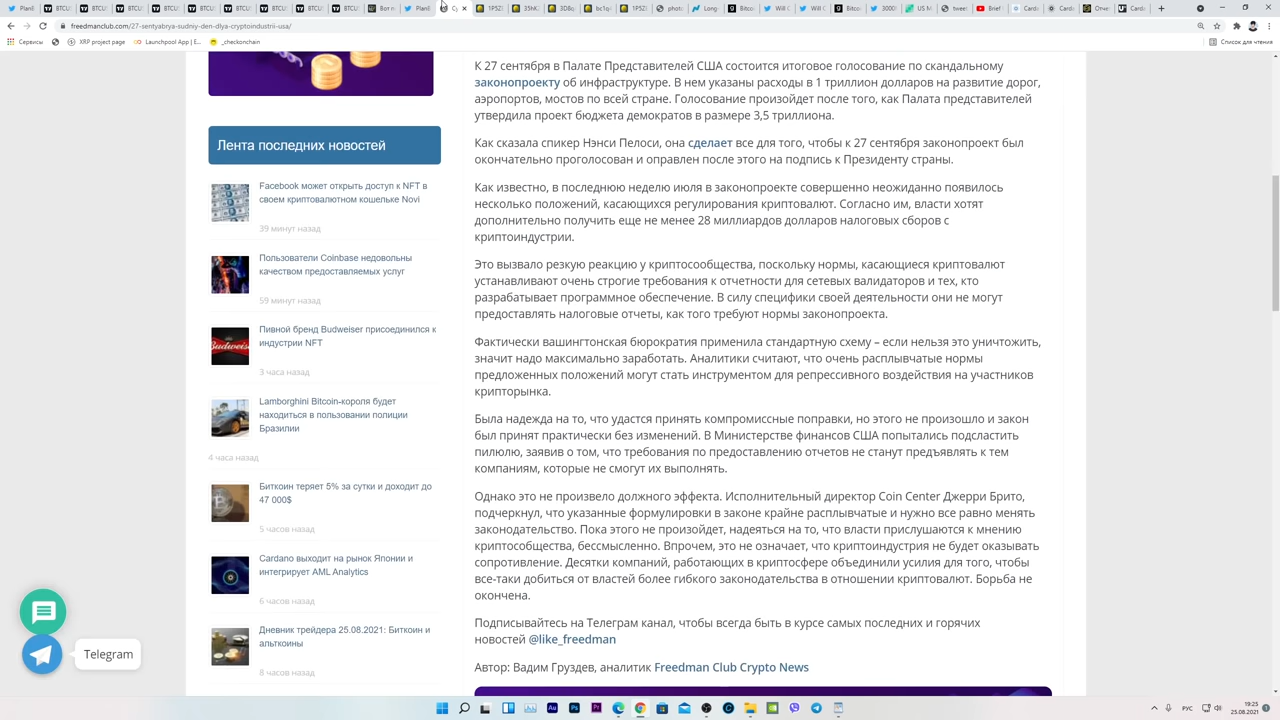 Planii
freedmanclub.com/27-sentyabrya-sudniy-den-dlya-cryptoindustrii-usa/
Сервисы
XRP project page
Launchpool App | E...
_checkonchain
Список для чтения
К 27 сентября в Палате Представителей США состоится итоговое голосование по скандальному
законопроекту об инфраструктуре. В нем указаны расходы в 1 триллион долларов на развитие дорог,
аэропортов, мостов по всей стране. Голосование произойдет после того, как Палата представителей
утвердила проект бюджета демократов в размере 3,5 триллиона.
Как сказала спикер Нэнси Пелоси, она сделает все для того, чтобы к 27 сентября законопроект был
окончательно проголосован и оправлен после этого на подпись к Президенту страны.
Как известно, в последнюю неделю июля в законопроекте совершенно неожиданно появилось
несколько положений, касающихся регулирования криптовалют. Согласно им, власти хотят
дополнительно получить еще не менее 28 миллиардов долларов налоговых сборов с
криптоиндустрии.
Это вызвало резкую реакцию у криптосообщества, поскольку нормы, касающиеся криптовалют
устанавливают очень строгие требования к отчетности для сетевых валидаторов и тех, кто
разрабатывает программное обеспечение. В силу специфики своей деятельности они не могут
предоставлять налоговые отчеты, как того требуют нормы законопроекта.
Фактически вашингтонская бюрократия применила стандартную схему – если нельзя это уничтожить,
значит надо максимально заработать. Аналитики считают, что очень расплывчатые нормы
предложенных положений могут стать инструментом для репрессивного воздействия на участников
крипторынка.
Была надежда на то, что удастся принять компромиссные поправки, но этого не произошло и закон
был принят практически без изменений. В Министерстве финансов США попытались подсластить
пилюлю, заявив о том, что требования по предоставлению отчетов не станут предъявлять к тем
компаниям, которые не смогут их выполнять.
Однако это не произвело должного эффекта. Исполнительный директор Coin Center Джерри Брито,
подчеркнул, что указанные формулировки в законе крайне расплывчатые и нужно все равно менять
законодательство. Пока этого не произойдет, надеяться на то, что власти прислушаются к мнению
криптособщества, бессмысленно. Впрочем, это не означает, что криптоиндустрия не будет оказывать
сопротивление. Десятки компаний, работающих в криптосфере объединили усилия для того, чтобы
все-таки добиться от властей более гибкого законодательства в отношении криптовалют. Борьба не
окончена.
Подписывайтесь на Телеграм канал, чтобы всегда быть в курсе самых последних и горячих
новостей @like_freedman
Автор: Вадим Груздев, аналитик Freedman Club Crypto News
Лента последних новостей
Facebook может открыть доступ к NFT в
своем криптовалютном кошельке Novi
39 минут назад
Пользователи Coinbase недовольны
качеством предоставляемых услуг
59 минут назад
Пивной бренд Budweiser присоединился к
индустрии NFT
3 часа назад
Lamborghini Bitcoin-короля будет
находиться в пользовании полиции
Бразилии
4 часа назад
Биткоин теряет 5% за сутки и доходит до
47 000$
5 часов назад
Cardano выходит на рынок Японии и
интегрирует AML Analytics
6 часов назад
Дневник трейдера 25.08.2021: Биткоин и
альткоины
8 часов назад
Telegram
РУС
19:25
25.08.2021